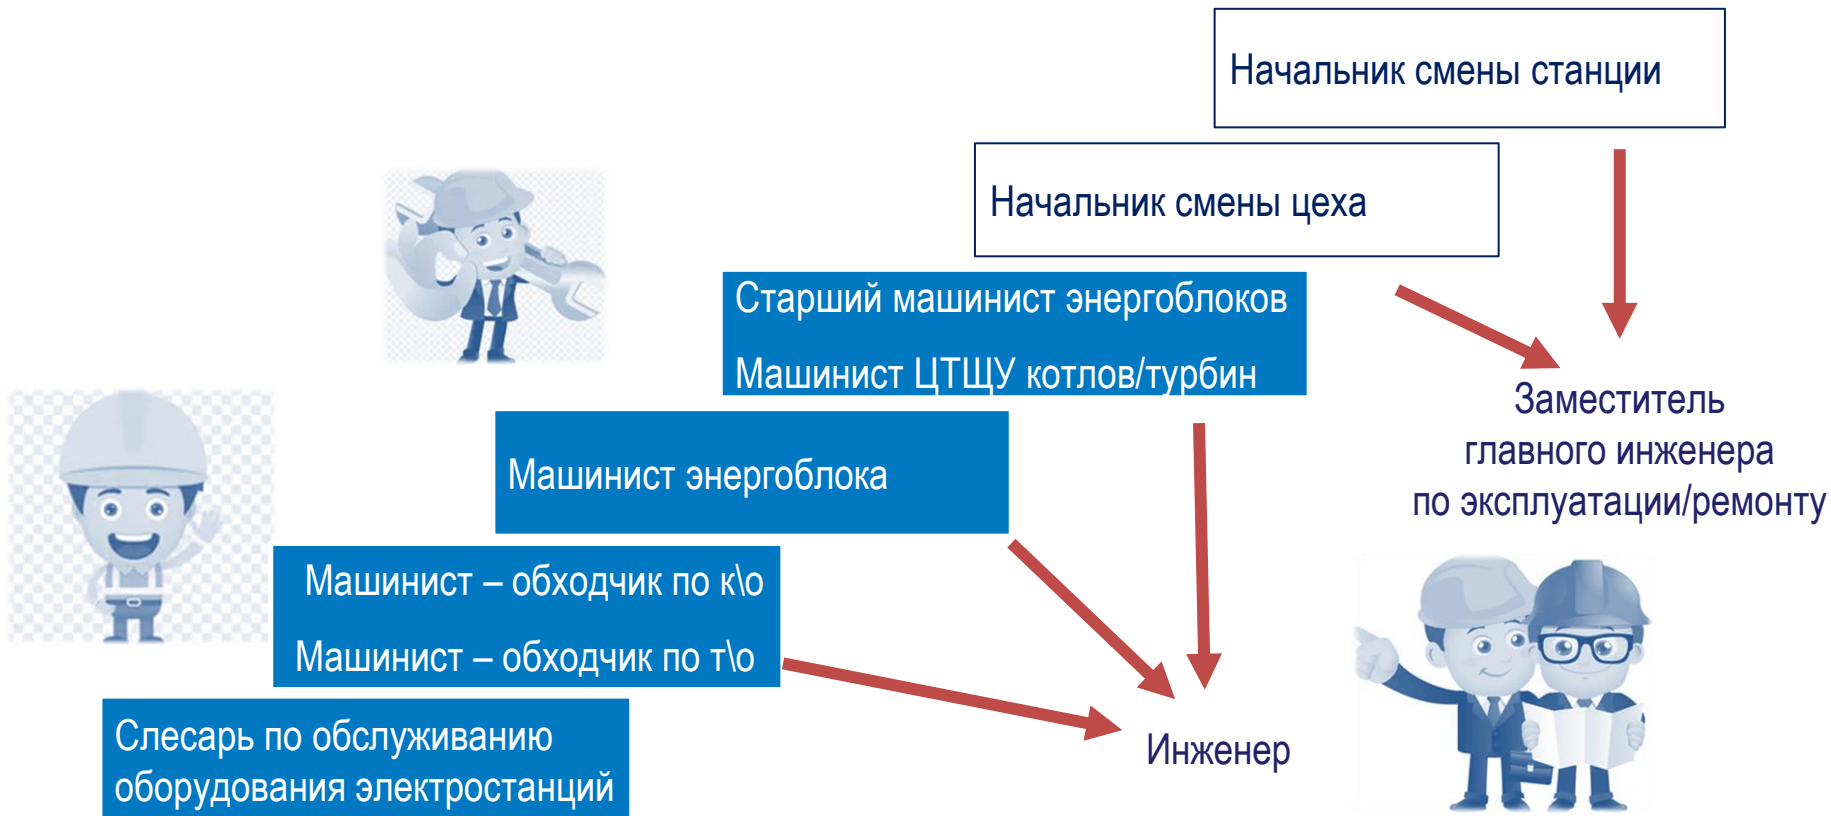 Начальник смены станции
Начальник смены цеха
Старший машинист энергоблоков
Машинист ЦТЩУ котлов/турбин
Заместитель
главного инженера
по эксплуатации/ремонту
Машинист энергоблока
Машинист – обходчик по к\о
Машинист – обходчик по т\о
Слесарь по обслуживанию
оборудования электростанций
Инженер